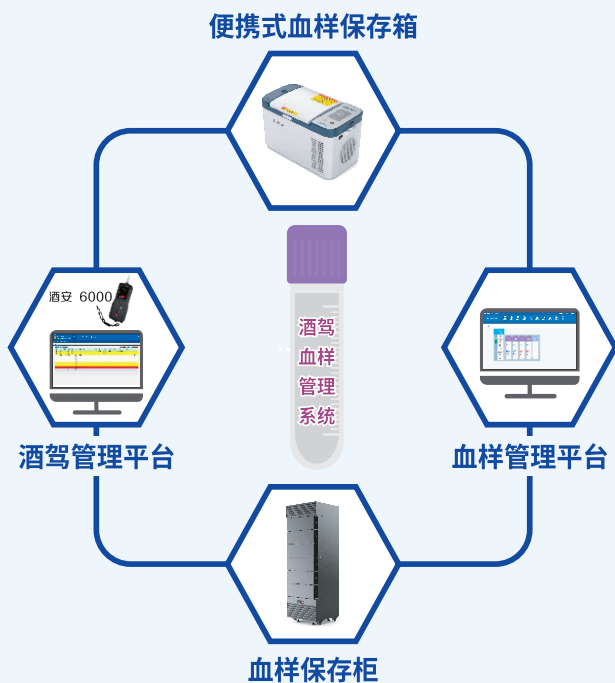 便携式血样保存箱
酒安 6000
酒驾
血样
管理
系统
酒驾管理平台
血样管理平台
血样保存柜